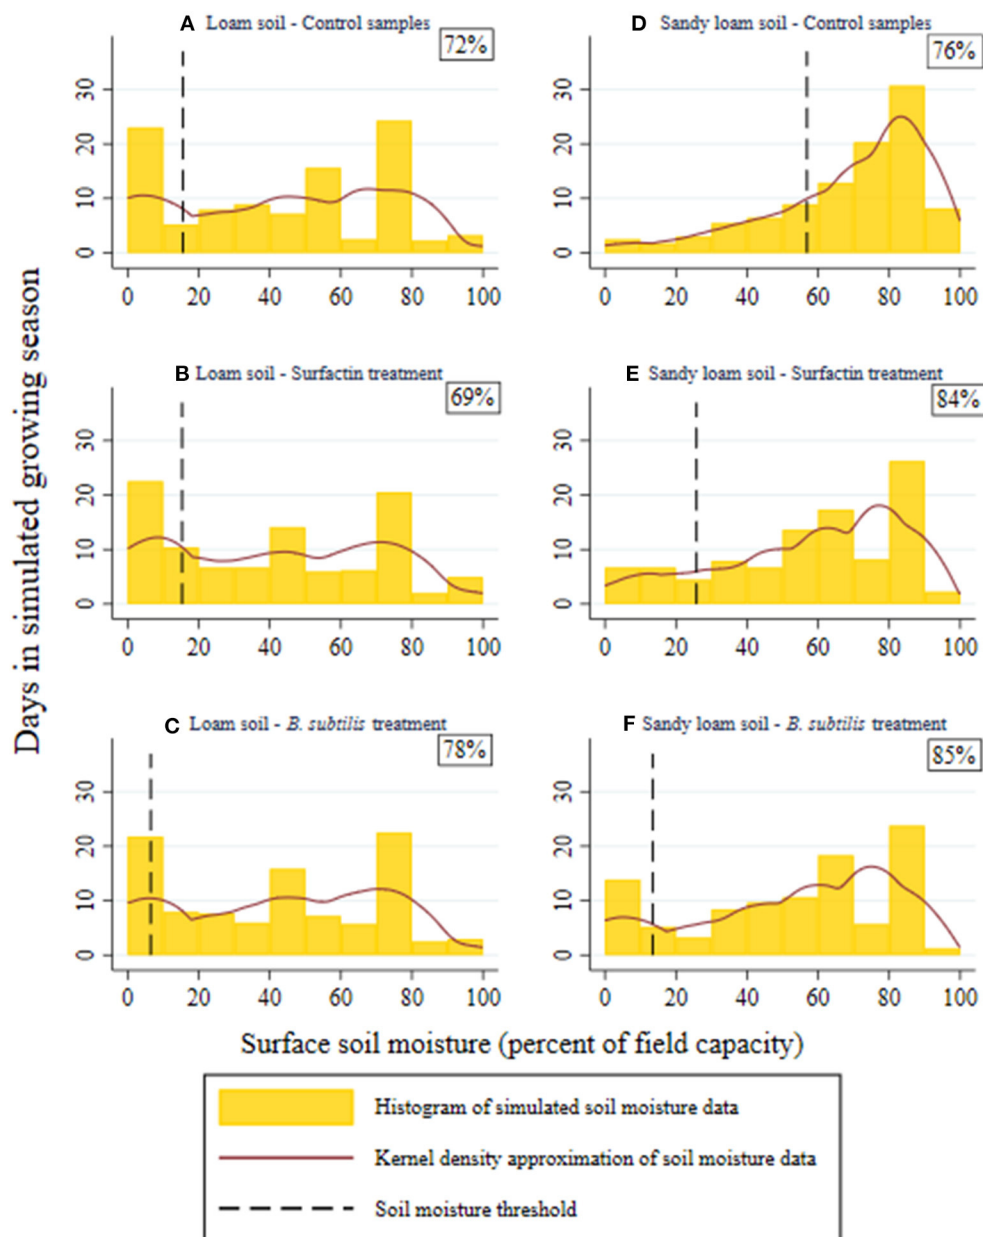 Days in simulated growing season
A Loam soil - Control samples
72%
0 10 20 30
0 20 40 60 80 100
D Sandy loam soil - Control samples
76%
0 10 20 30
0 20 40 60 80 100
B Loam soil - Surfactin treatment
69%
0 10 20 30
0 20 40 60 80 100
E Sandy loam soil - Surfactin treatment
84%
0 10 20 30
0 20 40 60 80 100
C Loam soil - B. subtilis treatment
78%
0 10 20 30
0 20 40 60 80 100
F Sandy loam soil - B. subtilis treatment
85%
0 10 20 30
0 20 40 60 80 100
Surface soil moisture (percent of field capacity)
Histogram of simulated soil moisture data
Kernel density approximation of soil moisture data
Soil moisture threshold